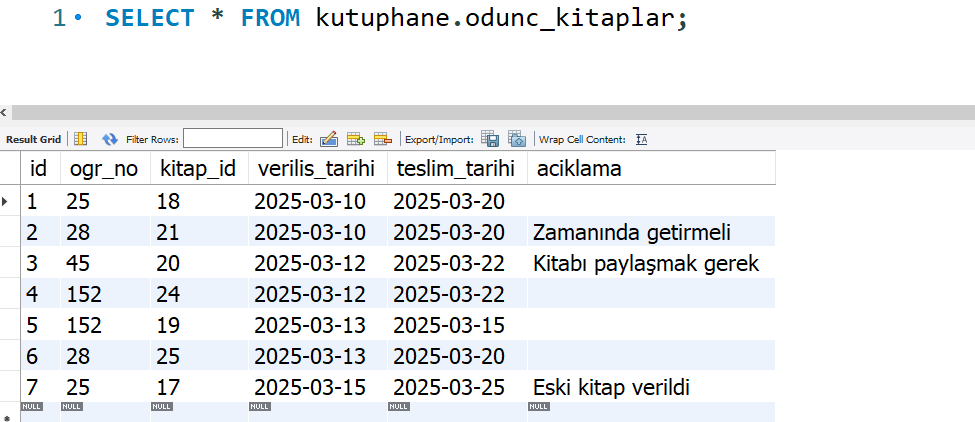 1 SELECT * FROM kutuphane.odunc_kitaplar;
Result Grid Filter Rows: Edit: Export/Import: Wrap Cell Content: IA
id ogr_no kitap_id verilis_tarihi teslim_tarihi aciklama
1 25 18 2025-03-10 2025-03-20
2 28 21 2025-03-10 2025-03-20 Zamanında getirmeli
3 45 20 2025-03-12 2025-03-22 Kitabı paylaşmak gerek
4 152 24 2025-03-12 2025-03-22
5 152 19 2025-03-13 2025-03-15
6 28 25 2025-03-13 2025-03-20
7 25 17 2025-03-15 2025-03-25 Eski kitap verildi
NULL NULL NULL NULL NULL NULL